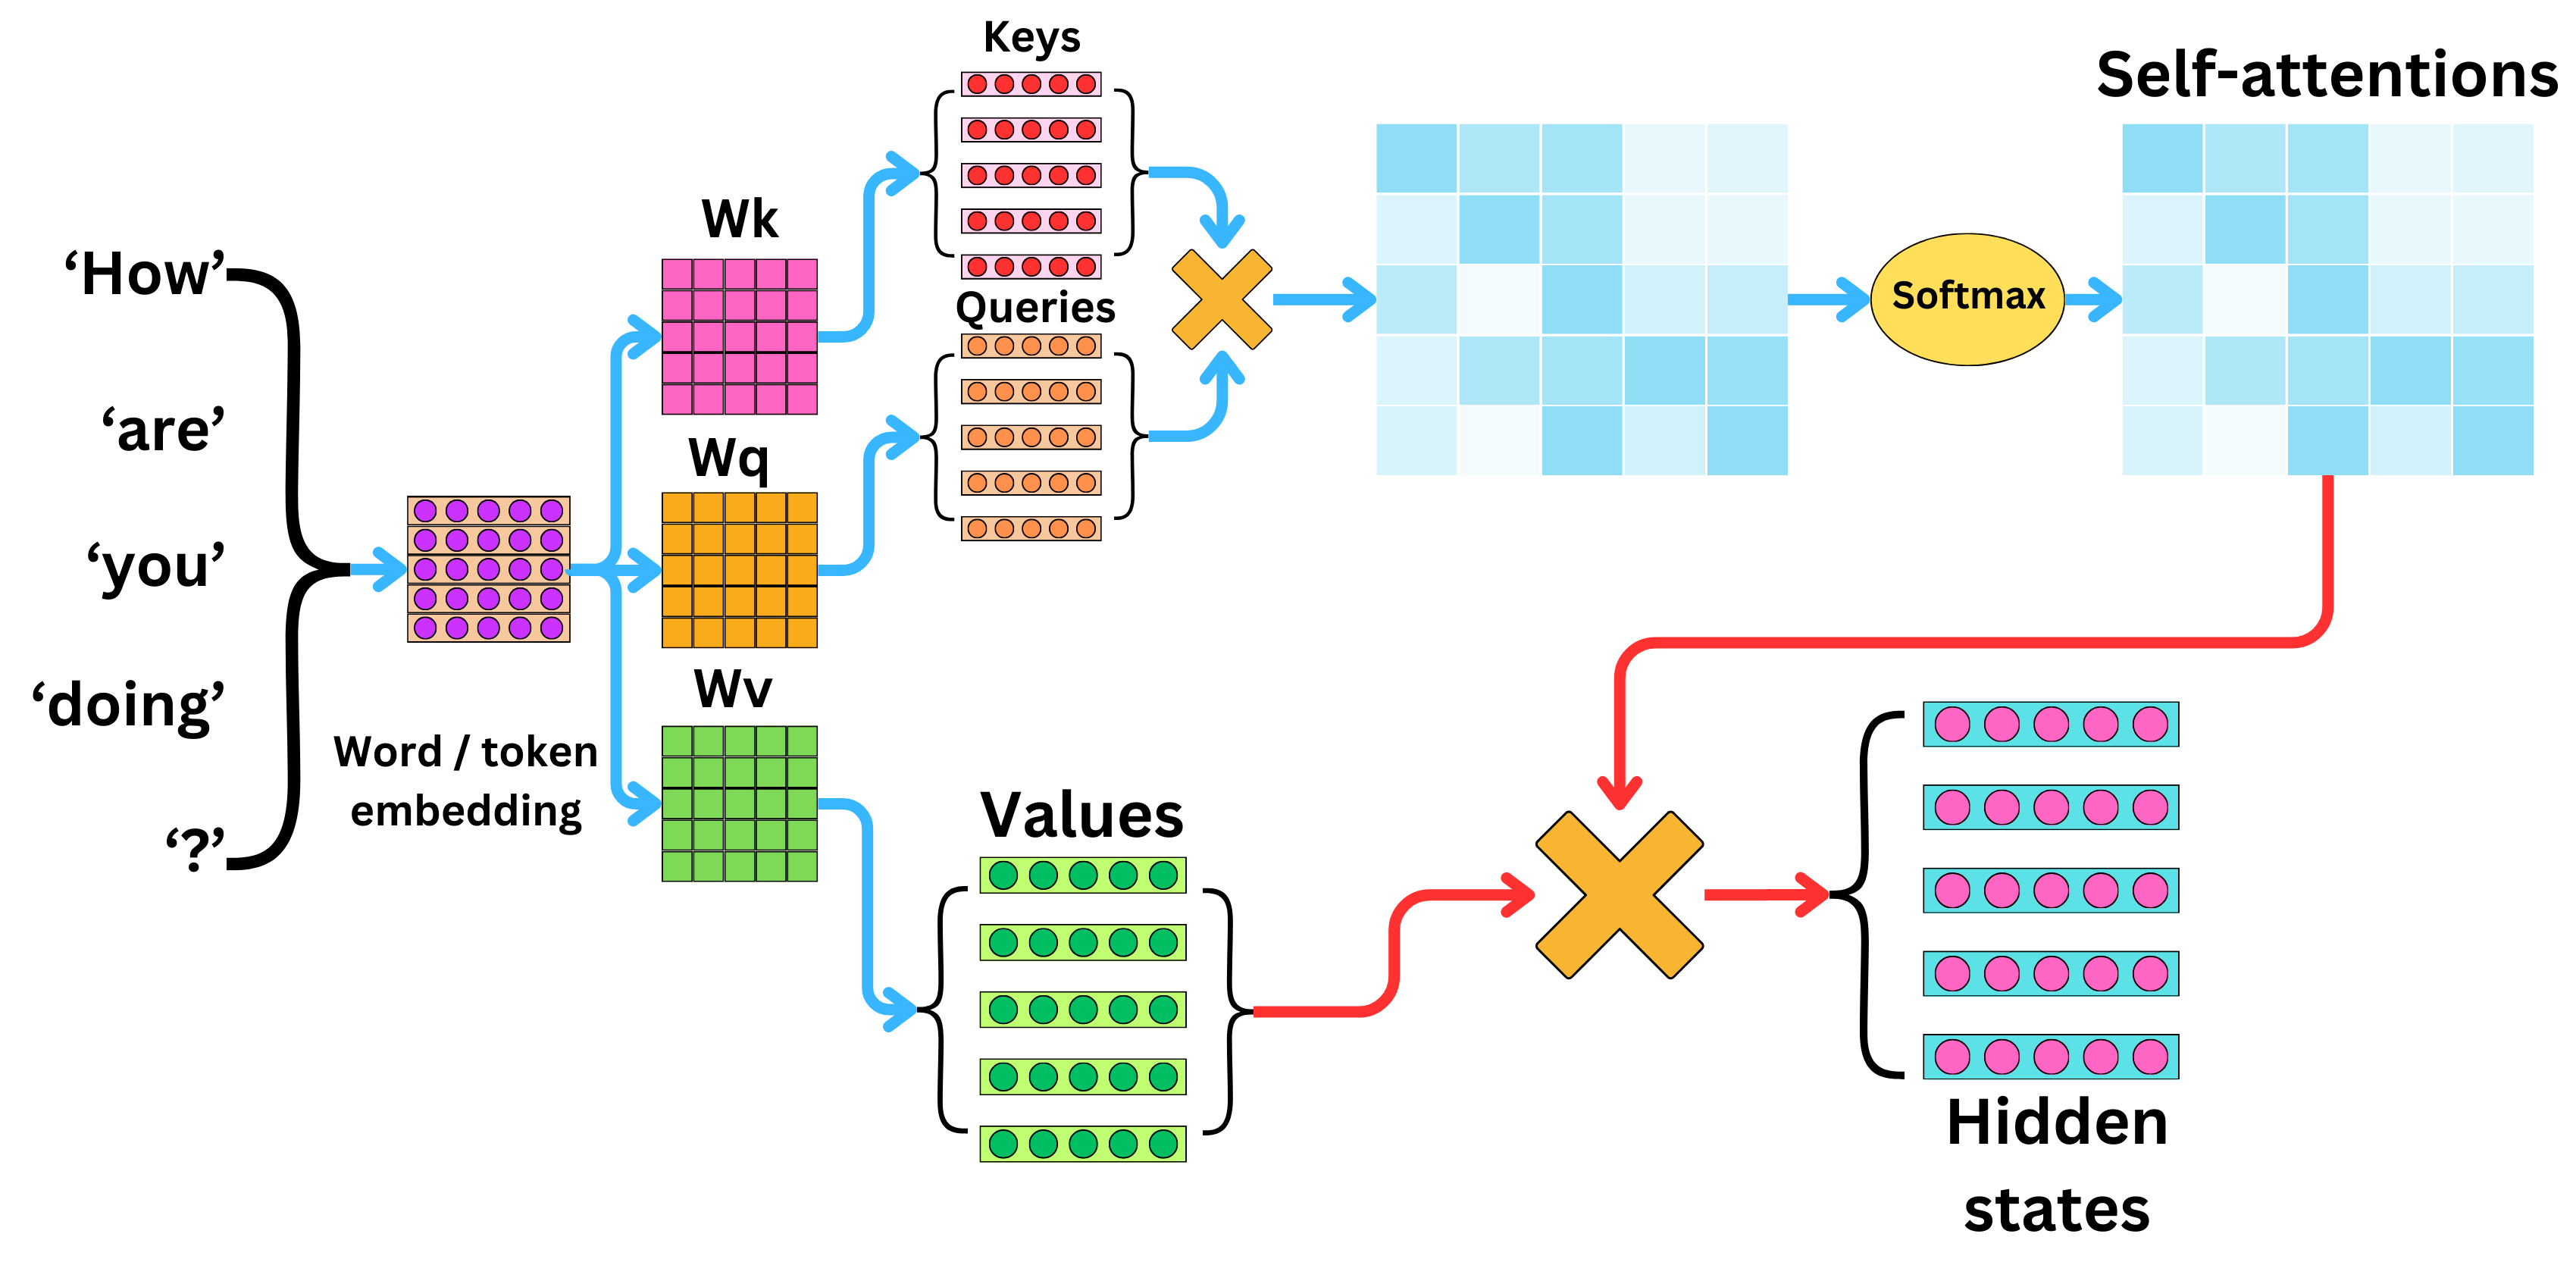 ‘How’
‘are’
‘you’
‘doing’
‘?’
Word / token
embedding
Wk
Wq
Wv
Keys
Queries
Values
Softmax
Self-attentions
Hidden
states